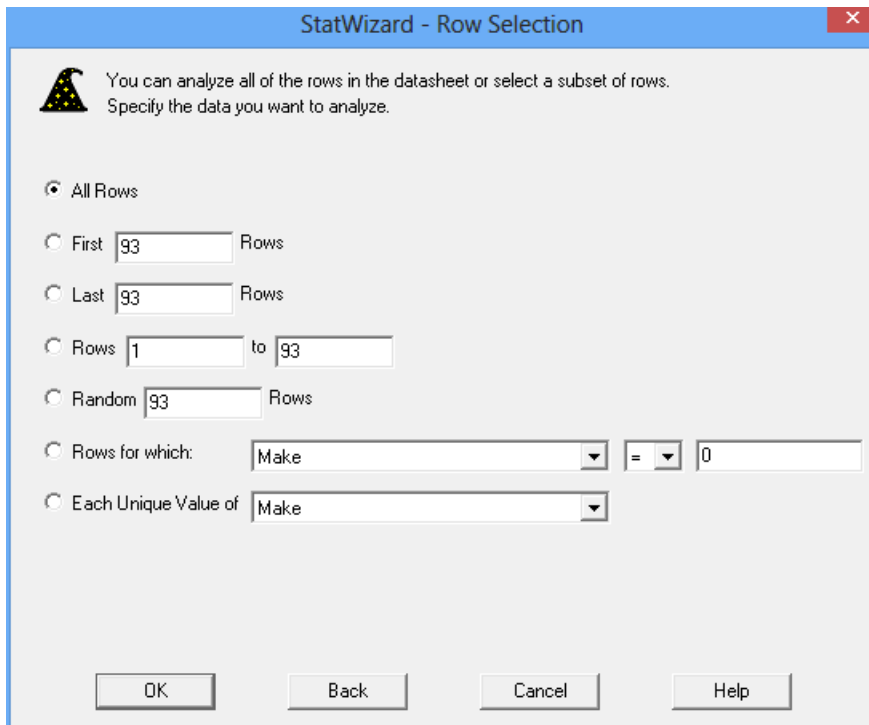 StatWizard - Row Selection
You can analyze all of the rows in the datasheet or select a subset of rows.
Specify the data you want to analyze.
All Rows
First 93 Rows
Last 93 Rows
Rows 1 to 93
Random 93 Rows
Rows for which: Make = 0
Each Unique Value of Make
OK Back Cancel Help